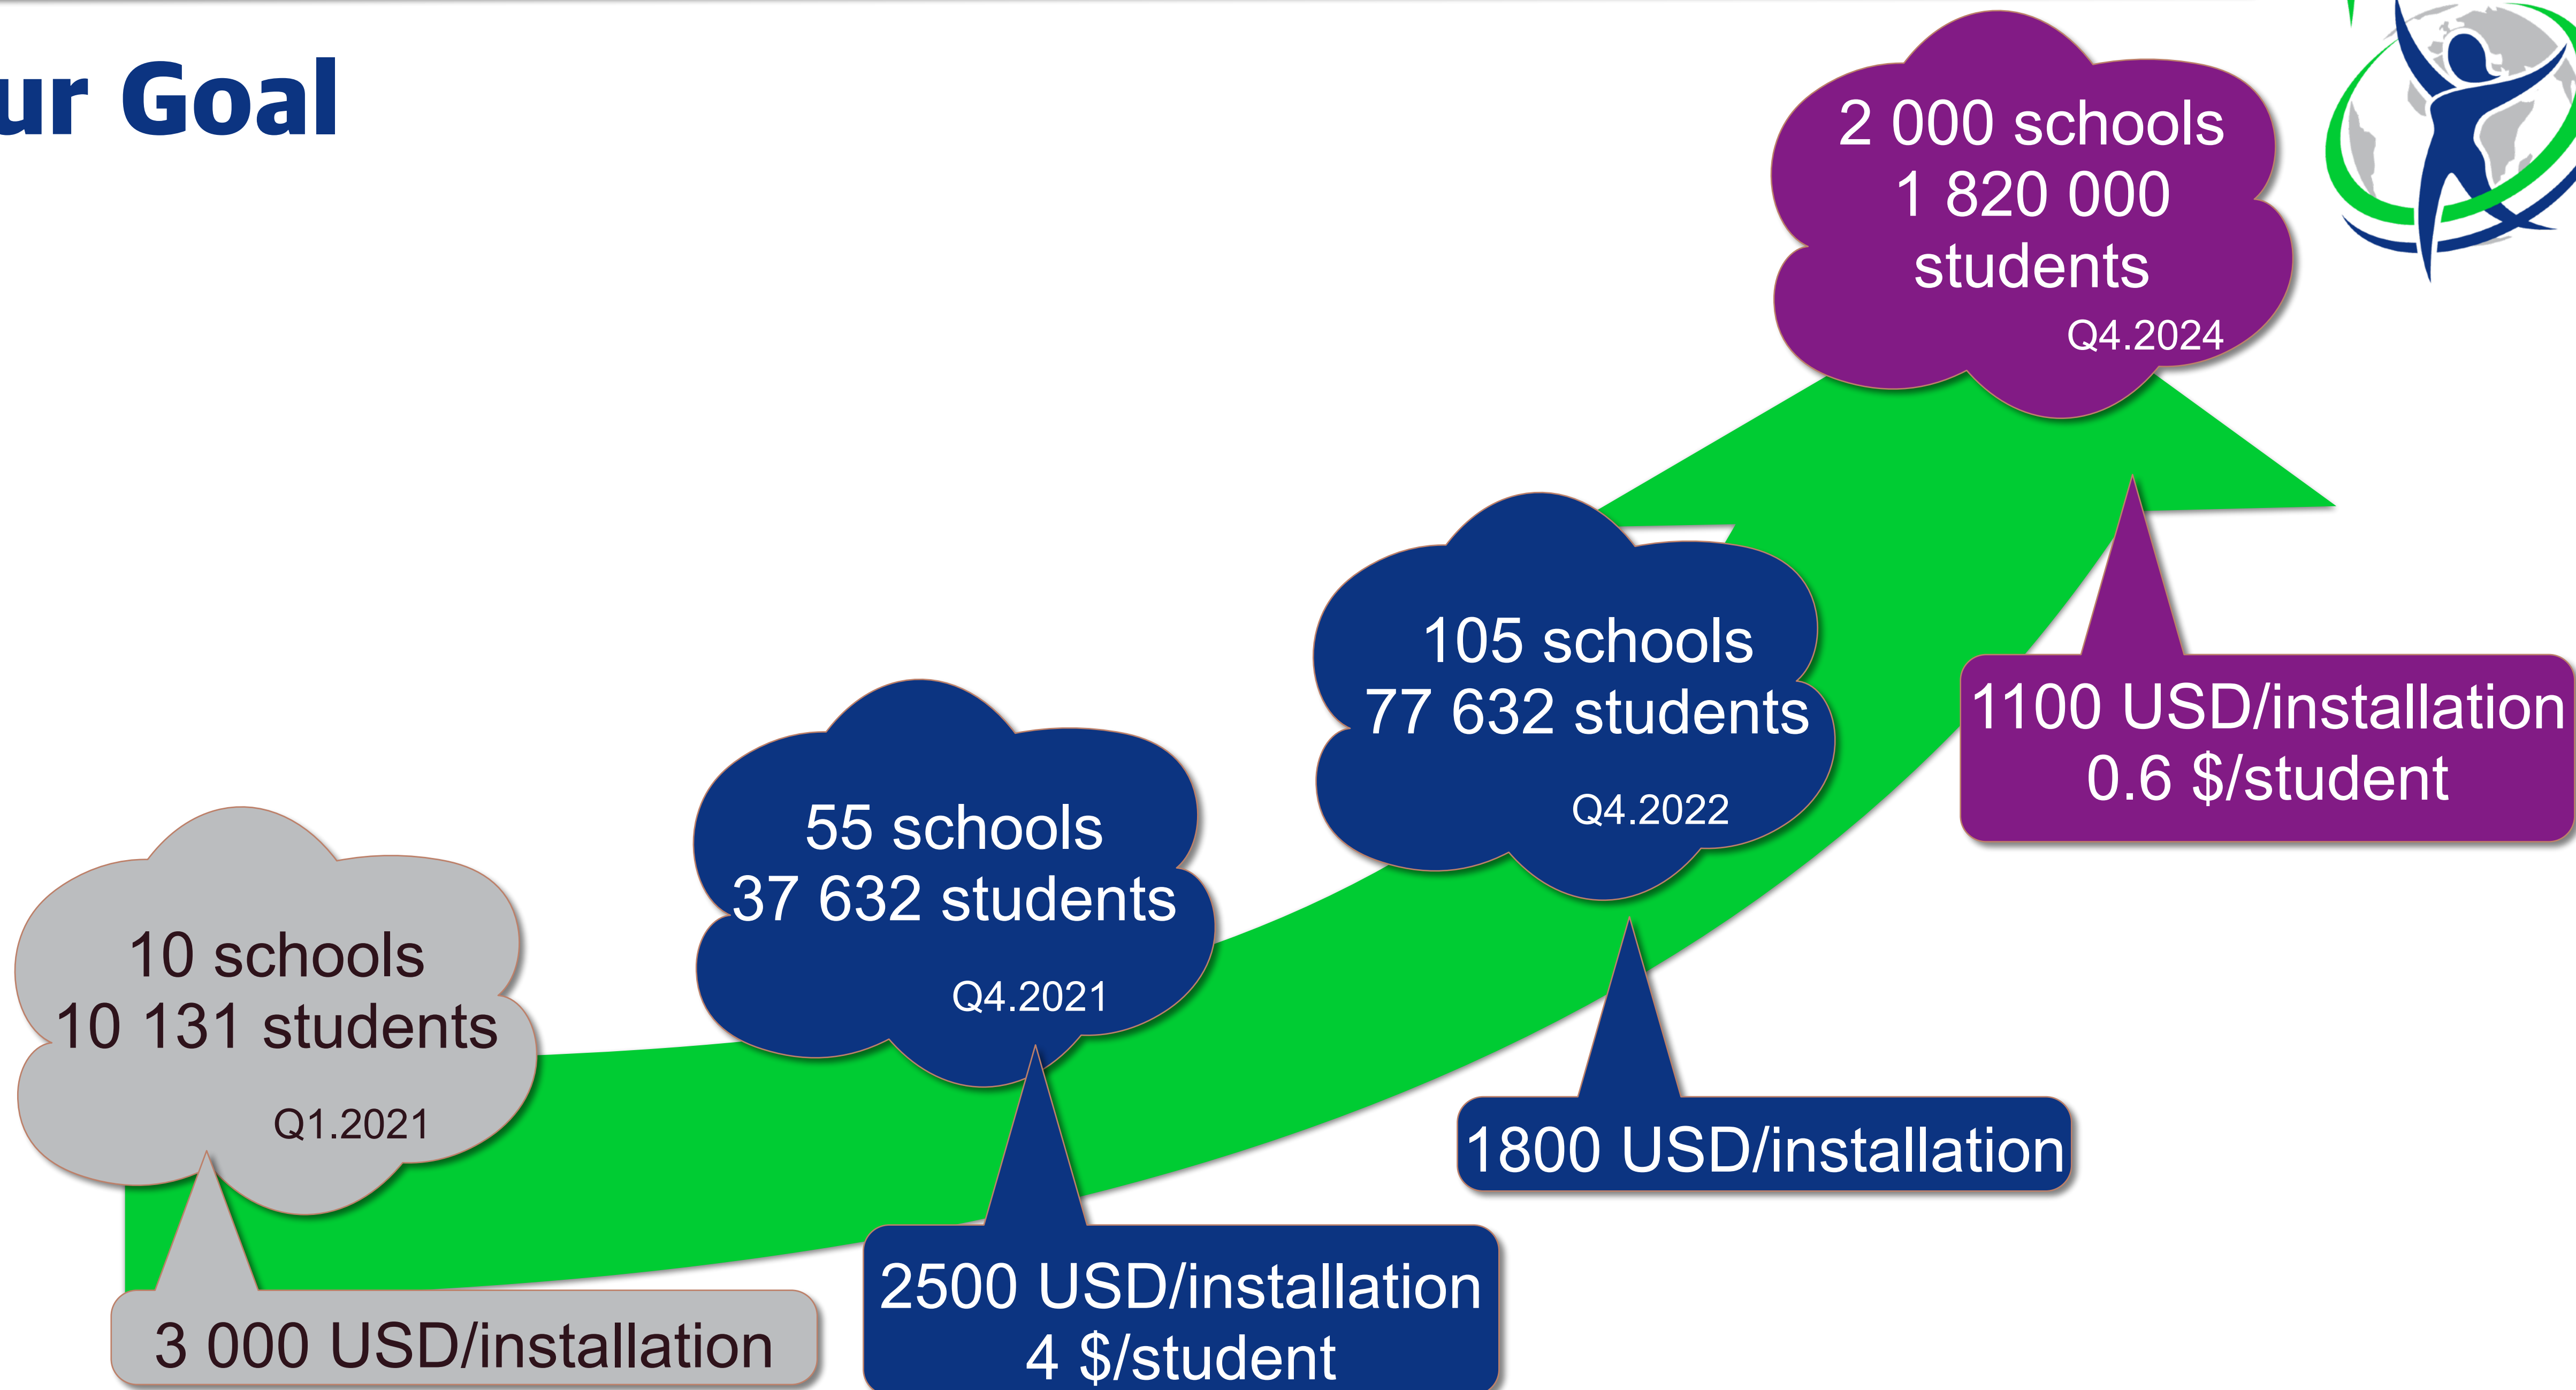 ur Goal
2 000 schools
1 820 000
students
Q4.2024
105 schools
77 632 students
Q4.2022
1100 USD/installation
0.6 $/student
55 schools
37 632 students
Q4.2021
10 schools
10 131 students
Q1.2021
1800 USD/installation
2500 USD/installation
4 $/student
3 000 USD/installation